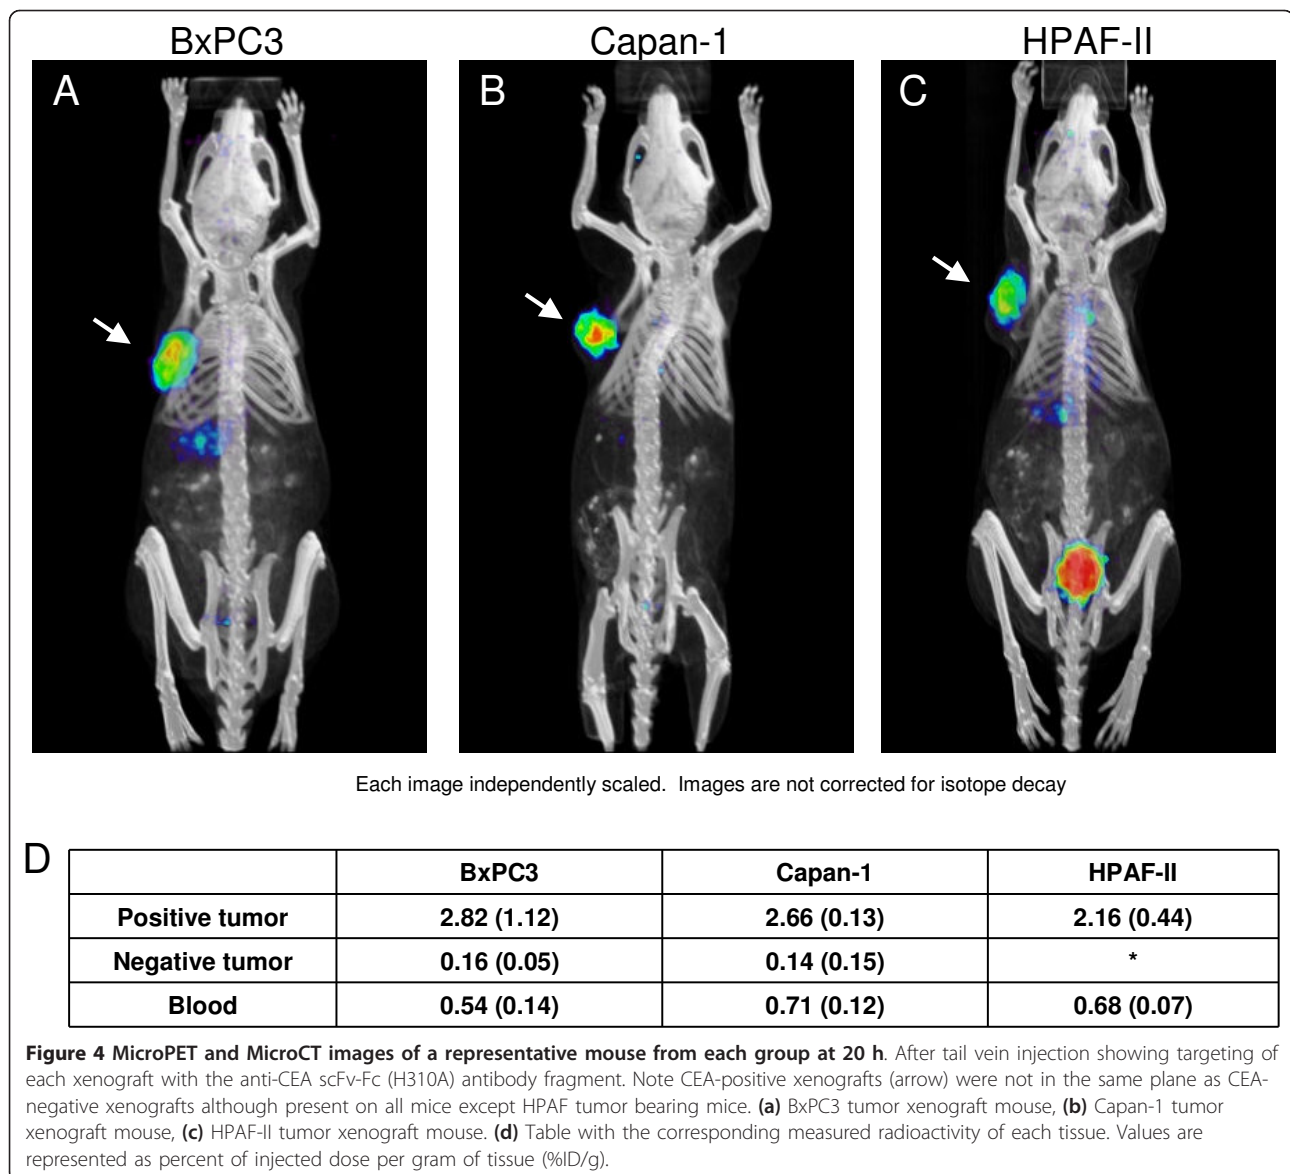 BxPC3 Capan-1 HPAF-II
A B C
Each image independently scaled. Images are not corrected for isotope decay
D
BxPC3 Capan-1 HPAF-II
Positive tumor 2.82 (1.12) 2.66 (0.13) 2.16 (0.44)
Negative tumor 0.16 (0.05) 0.14 (0.15) *
Blood 0.54 (0.14) 0.71 (0.12) 0.68 (0.07)
Figure 4 MicroPET and MicroCT images of a representative mouse from each group at 20 h. After tail vein injection showing targeting of
each xenograft with the anti-CEA scFv-Fc (H310A) antibody fragment. Note CEA-positive xenografts (arrow) were not in the same plane as CEA-
negative xenografts although present on all mice except HPAF tumor bearing mice. (a) BxPC3 tumor xenograft mouse, (b) Capan-1 tumor
xenograft mouse, (c) HPAF-II tumor xenograft mouse. (d) Table with the corresponding measured radioactivity of each tissue. Values are
represented as percent of injected dose per gram of tissue (%ID/g).